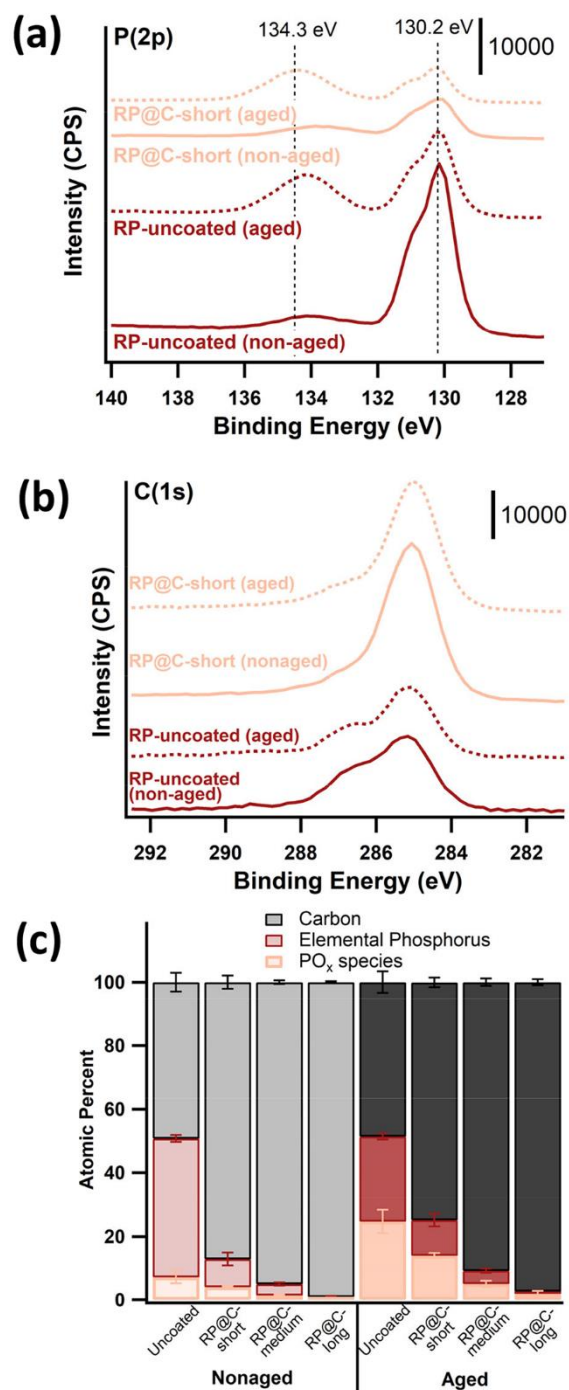 (a)
P(2p)
134.3 eV
130.2 eV
10000
RP@C-short (aged)
RP@C-short (non-aged)
RP-uncoated (aged)
RP-uncoated (non-aged)
Intensity (CPS)
140 138 136 134 132 130 128
Binding Energy (eV)
(b)
C(1s)
10000
RP@C-short (aged)
RP@C-short (nonaged)
RP-uncoated (aged)
RP-uncoated
(non-aged)
Intensity (CPS)
292 290 288 286 284 282
Binding Energy (eV)
(c)
Carbon
Elemental Phosphorus
POx species
Atomic Percent
100
80
60
40
20
0
Uncoated
RP@C-
short
RP@C-
medium
RP@C-
long
Uncoated
RP@C-
short
RP@C-
medium
RP@C-
long
Nonaged
Aged